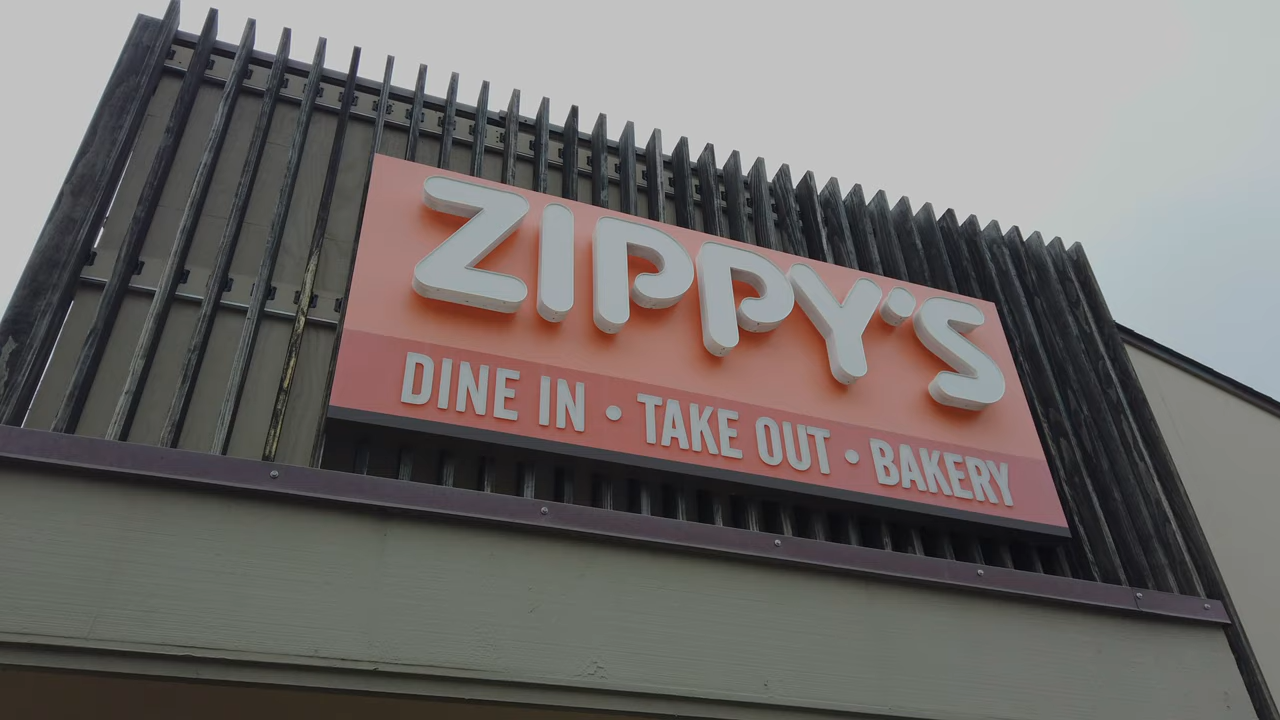 ZIPPY'S
DINE IN • TAKE OUT • BAKERY